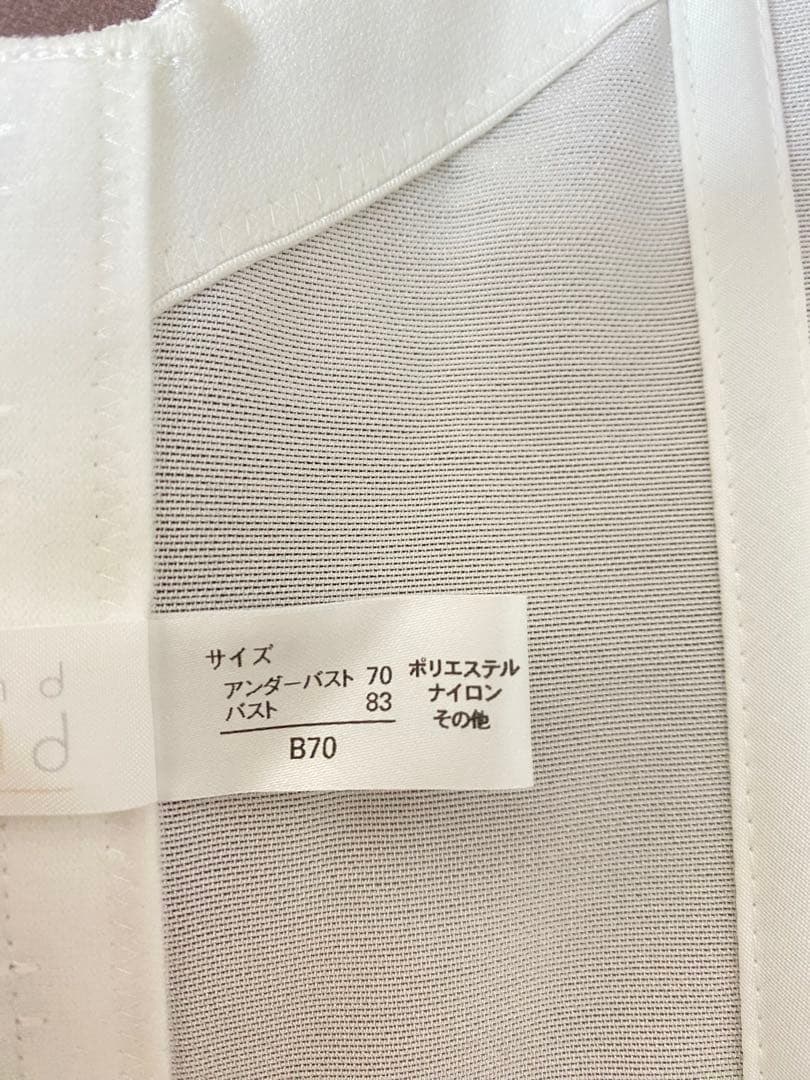 サイズ
アンダーバスト 70
バスト 83
B70
ポリエステル
ナイロン
その他
d